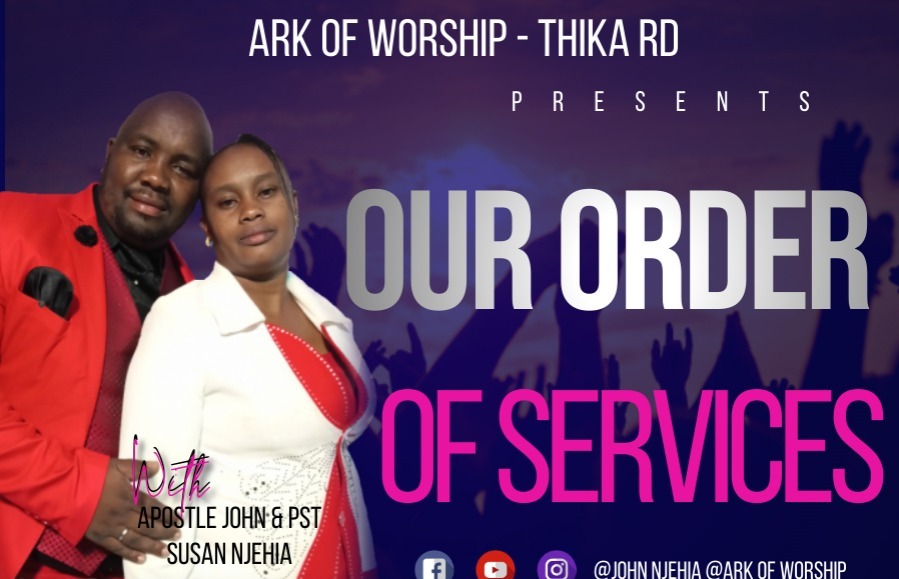 ARK OF WORSHIP - THIKA RD
PRESENTS
OUR ORDER
OF SERVICES
With
APOSTLE JOHN & PST
SUSAN NJEHIA
@JOHN NJEHIA @ARK OF WORSHIP